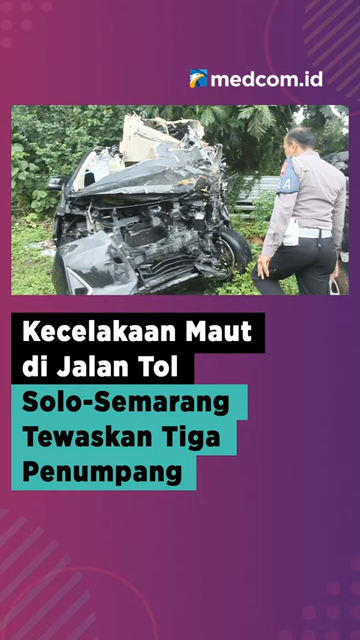 medcom.id
Kecelakaan Maut
di Jalan Tol
Solo-Semarang
Tewaskan Tiga
Penumpang